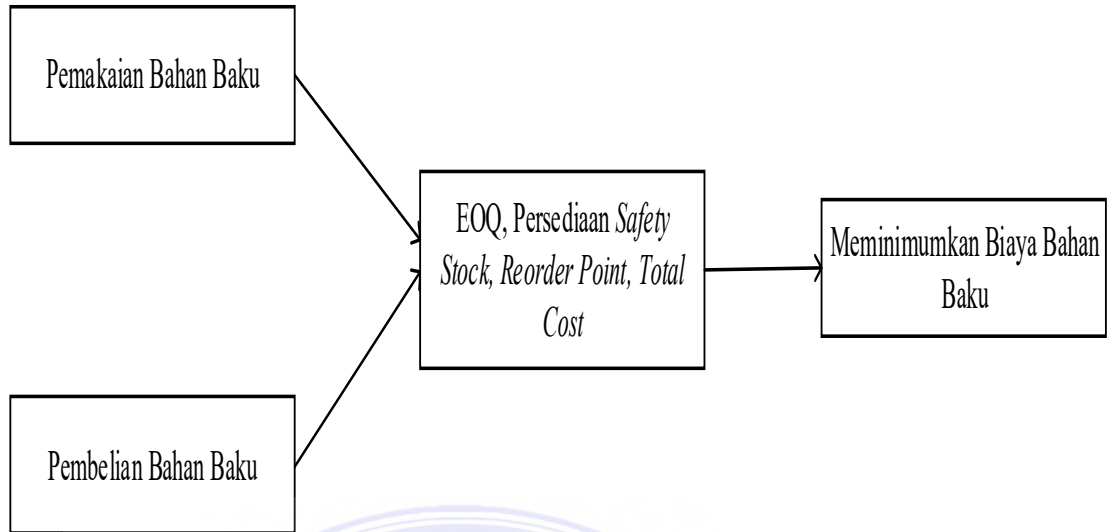 Pemakaian Bahan Baku
EOQ, Persediaan Safety
Stock, Reorder Point, Total
Cost
Meminimumkan Biaya Bahan
Baku
Pembelian Bahan Baku